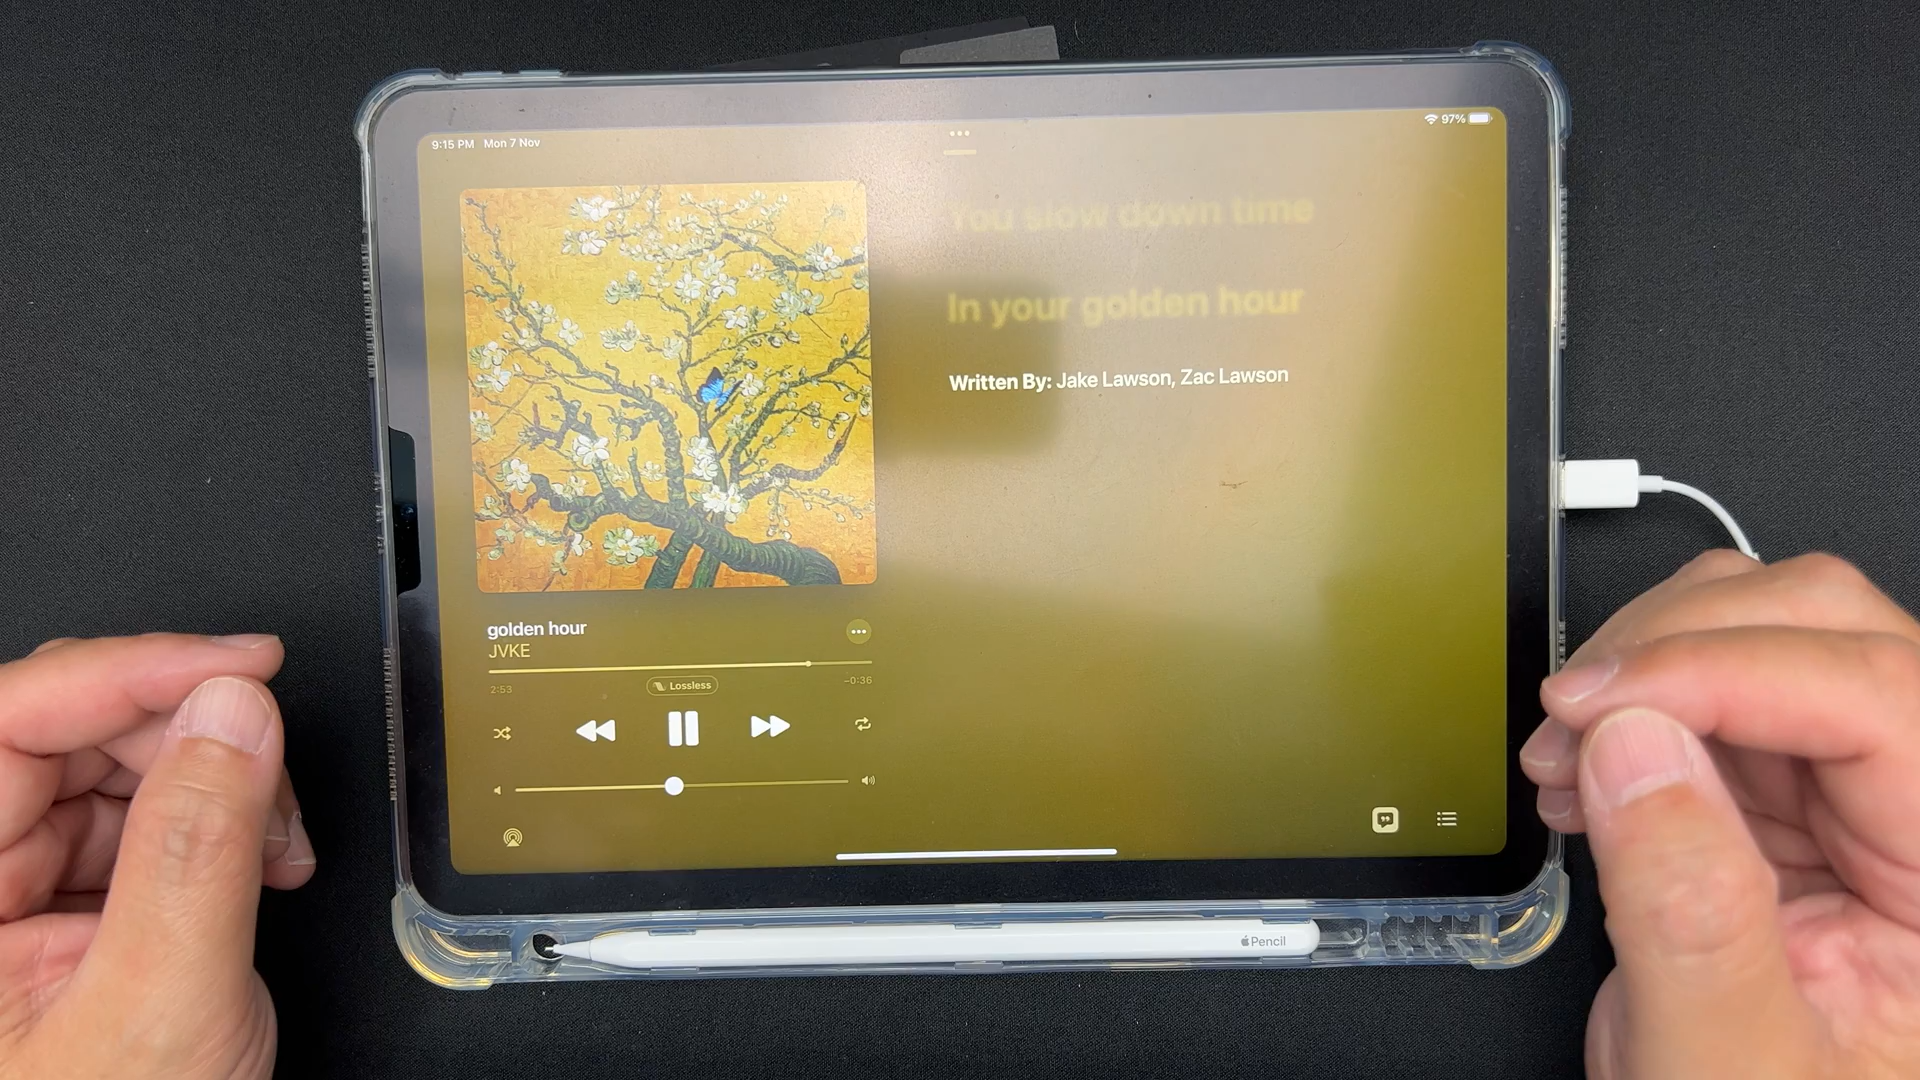 9:15 PM Mon 7 Nov
97%
You slow down time
In your golden hour
Written By: Jake Lawson, Zac Lawson
golden hour
JVKE
2:53
Lossless
-0:36
Pencil